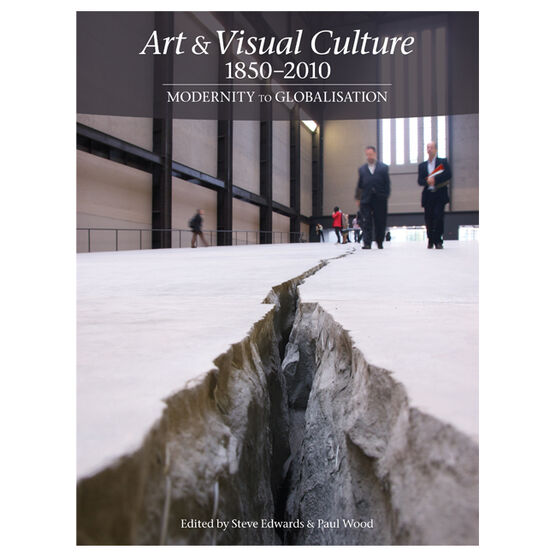 Art & Visual Culture
1850–2010
MODERNITY TO GLOBALISATION
Edited by Steve Edwards & Paul Wood